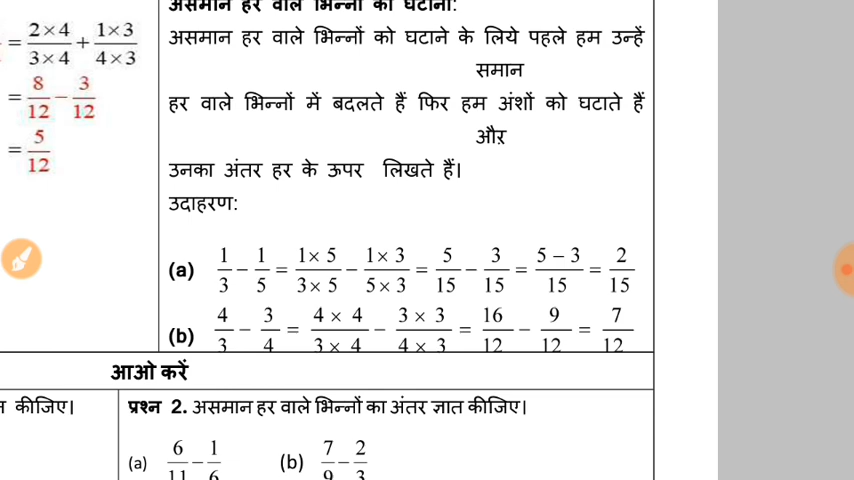 = 2×4/3×4 + 1×3/4×3
= 8/12 − 3/12
= 5/12
असमान हर वाले भिन्नों को घटाना:
असमान हर वाले भिन्नों को घटाने के लिये पहले हम उन्हें
समान
हर वाले भिन्नों में बदलते हैं फिर हम अंशों को घटाते हैं
और
उनका अंतर हर के ऊपर लिखते हैं।
उदाहरण:
(a) 1/3 − 1/5 = 1×5/3×5 − 1×3/5×3 = 5/15 − 3/15 = 5−3/15 = 2/15
(b) 4/3 − 3/4 = 4×4/3×4 − 3×3/4×3 = 16/12 − 9/12 = 7/12
आओ करें
कीजिए।
प्रश्न 2. असमान हर वाले भिन्नों का अंतर ज्ञात कीजिए।
(a) 6/11 − 1/6 (b) 7/9 − 2/3